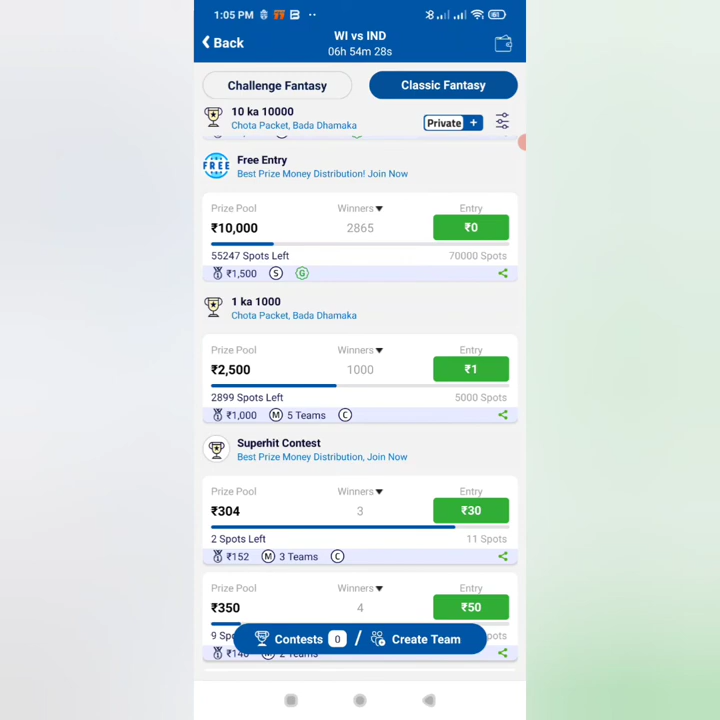 1:05 PM
Back
WI vs IND
06h 54m 28s
Challenge Fantasy
Classic Fantasy
10 ka 10000
Chota Packet, Bada Dhamaka
Private +
FREE
Free Entry
Best Prize Money Distribution! Join Now
Prize Pool Winners Entry
₹10,000 2865 ₹0
55247 Spots Left 70000 Spots
₹1,500 S G
1 ka 1000
Chota Packet, Bada Dhamaka
Prize Pool Winners Entry
₹2,500 1000 ₹1
2899 Spots Left 5000 Spots
₹1,000 M 5 Teams C
Superhit Contest
Best Prize Money Distribution, Join Now
Prize Pool Winners Entry
₹304 3 ₹30
2 Spots Left 11 Spots
₹152 M 3 Teams C
Prize Pool Winners Entry
₹350 4 ₹50
Contests 0 / Create Team